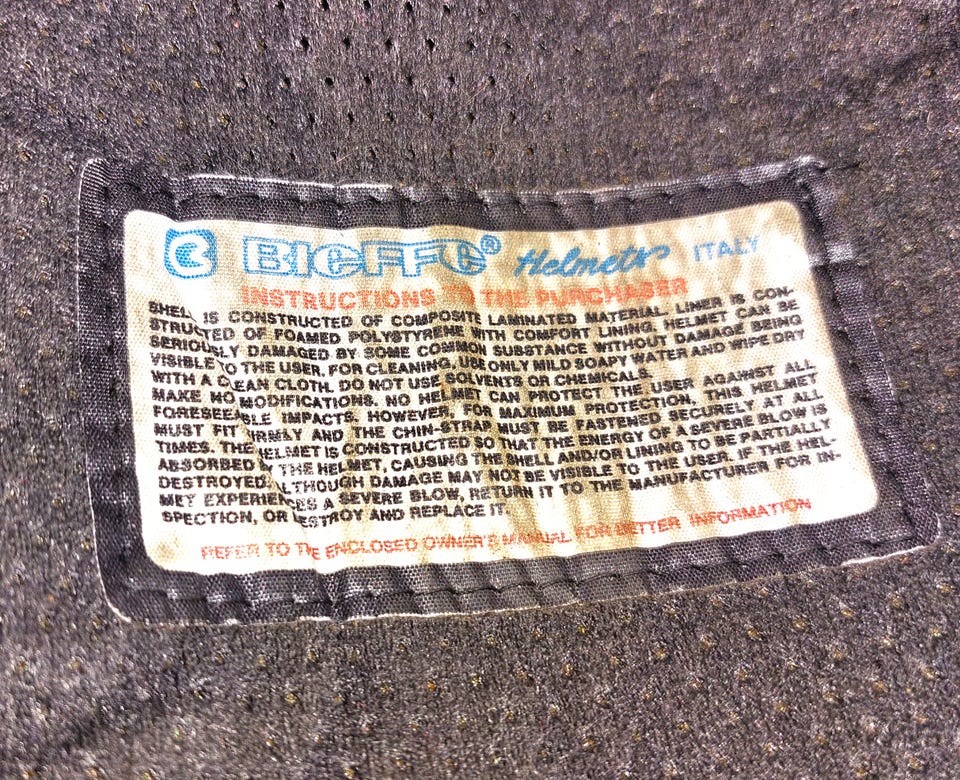 BIEFFE® Helmets ITALY
INSTRUCTIONS TO THE PURCHASER
SHELL IS CONSTRUCTED OF COMPOSITE LAMINATED MATERIAL. LINER IS CON-
STRUCTED OF FOAMED POLYSTYRENE WITH COMFORT LINING. HELMET CAN BE
SERIOUSLY DAMAGED BY SOME COMMON SUBSTANCE WITHOUT DAMAGE BEING
VISIBLE TO THE USER. FOR CLEANING, USE ONLY MILD SOAPY WATER AND WIPE DRY
WITH A CLEAN CLOTH. DO NOT USE SOLVENTS OR CHEMICALS.
MAKE NO MODIFICATIONS. NO HELMET CAN PROTECT THE USER AGAINST ALL
FORESEEABLE IMPACTS. HOWEVER, FOR MAXIMUM PROTECTION. THIS HELMET
MUST FIT FIRMLY AND THE CHIN-STRAP MUST BE FASTENED SECURELY AT ALL
TIMES. THE HELMET IS CONSTRUCTED SO THAT THE ENERGY OF A SEVERE BLOW IS
ABSORBED BY THE HELMET, CAUSING THE SHELL AND/OR LINING TO BE PARTIALLY
DESTROYED. ALTHOUGH DAMAGE MAY NOT BE VISIBLE TO THE USER. IF THE HEL-
MET EXPERIENCES A SEVERE BLOW, RETURN IT TO THE MANUFACTURER FOR IN-
SPECTION, OR DESTROY AND REPLACE IT.
REFER TO THE ENCLOSED OWNER'S MANUAL FOR BETTER INFORMATION